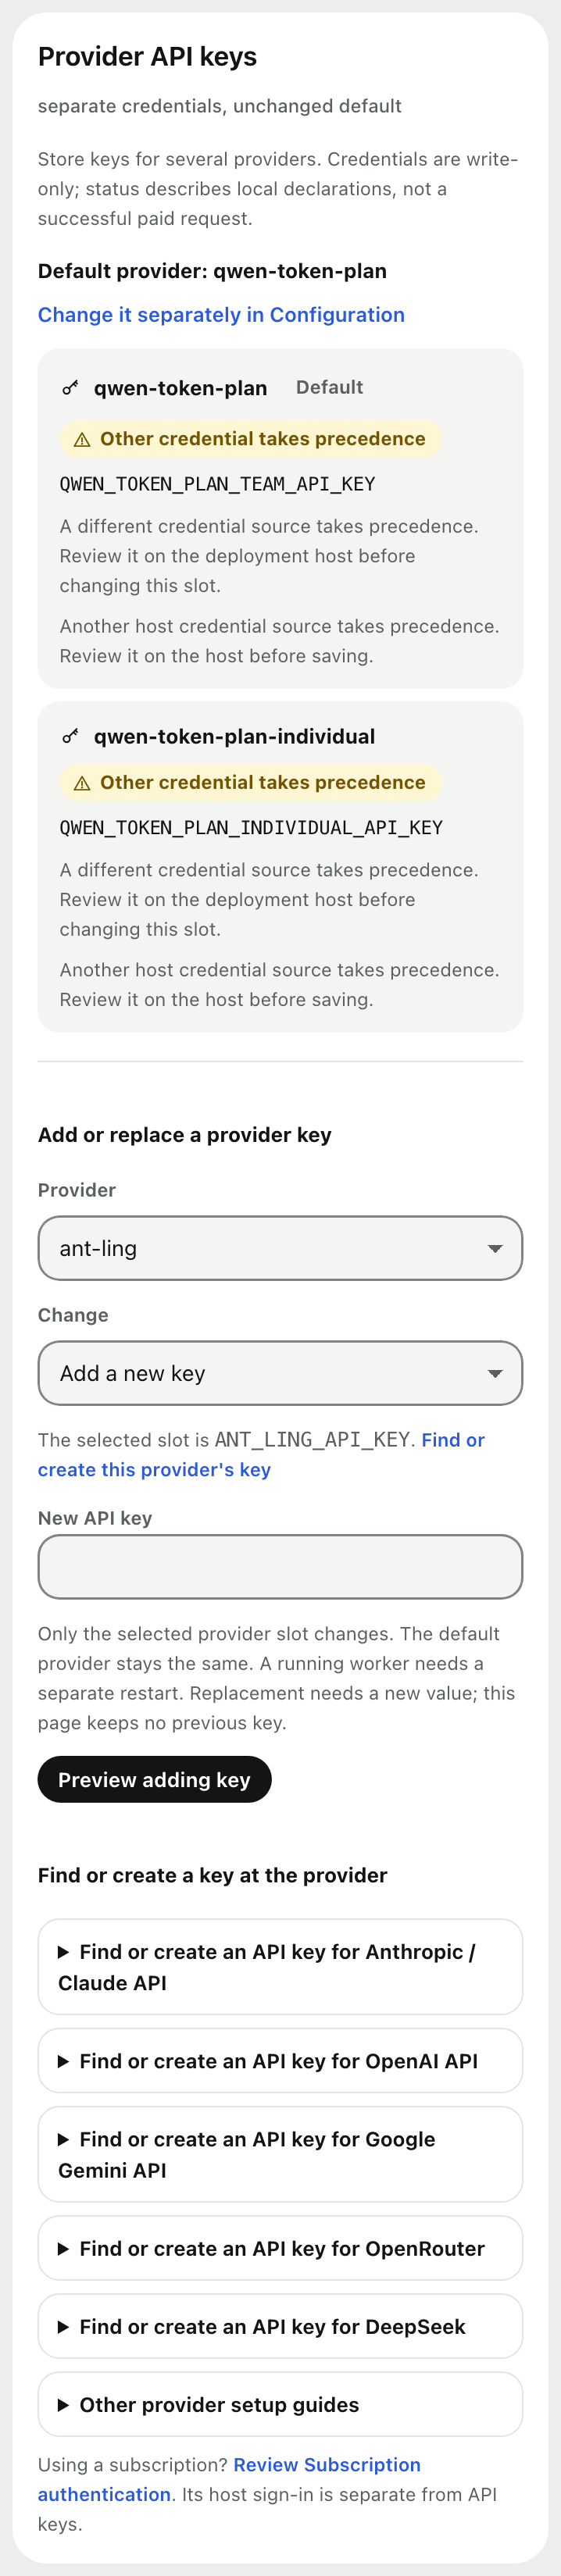 Provider API keys
separate credentials, unchanged default
Store keys for several providers. Credentials are write-
only; status describes local declarations, not a
successful paid request.
Default provider: qwen-token-plan
Change it separately in Configuration
qwen-token-plan Default
Other credential takes precedence
QWEN_TOKEN_PLAN_TEAM_API_KEY
A different credential source takes precedence.
Review it on the deployment host before
changing this slot.
Another host credential source takes precedence.
Review it on the host before saving.
qwen-token-plan-individual
Other credential takes precedence
QWEN_TOKEN_PLAN_INDIVIDUAL_API_KEY
A different credential source takes precedence.
Review it on the deployment host before
changing this slot.
Another host credential source takes precedence.
Review it on the host before saving.
Add or replace a provider key
Provider
ant-ling
Change
Add a new key
The selected slot is ANT_LING_API_KEY. Find or
create this provider's key
New API key
Only the selected provider slot changes. The default
provider stays the same. A running worker needs a
separate restart. Replacement needs a new value; this
page keeps no previous key.
Preview adding key
Find or create a key at the provider
Find or create an API key for Anthropic /
Claude API
Find or create an API key for OpenAI API
Find or create an API key for Google
Gemini API
Find or create an API key for OpenRouter
Find or create an API key for DeepSeek
Other provider setup guides
Using a subscription? Review Subscription
authentication. Its host sign-in is separate from API
keys.